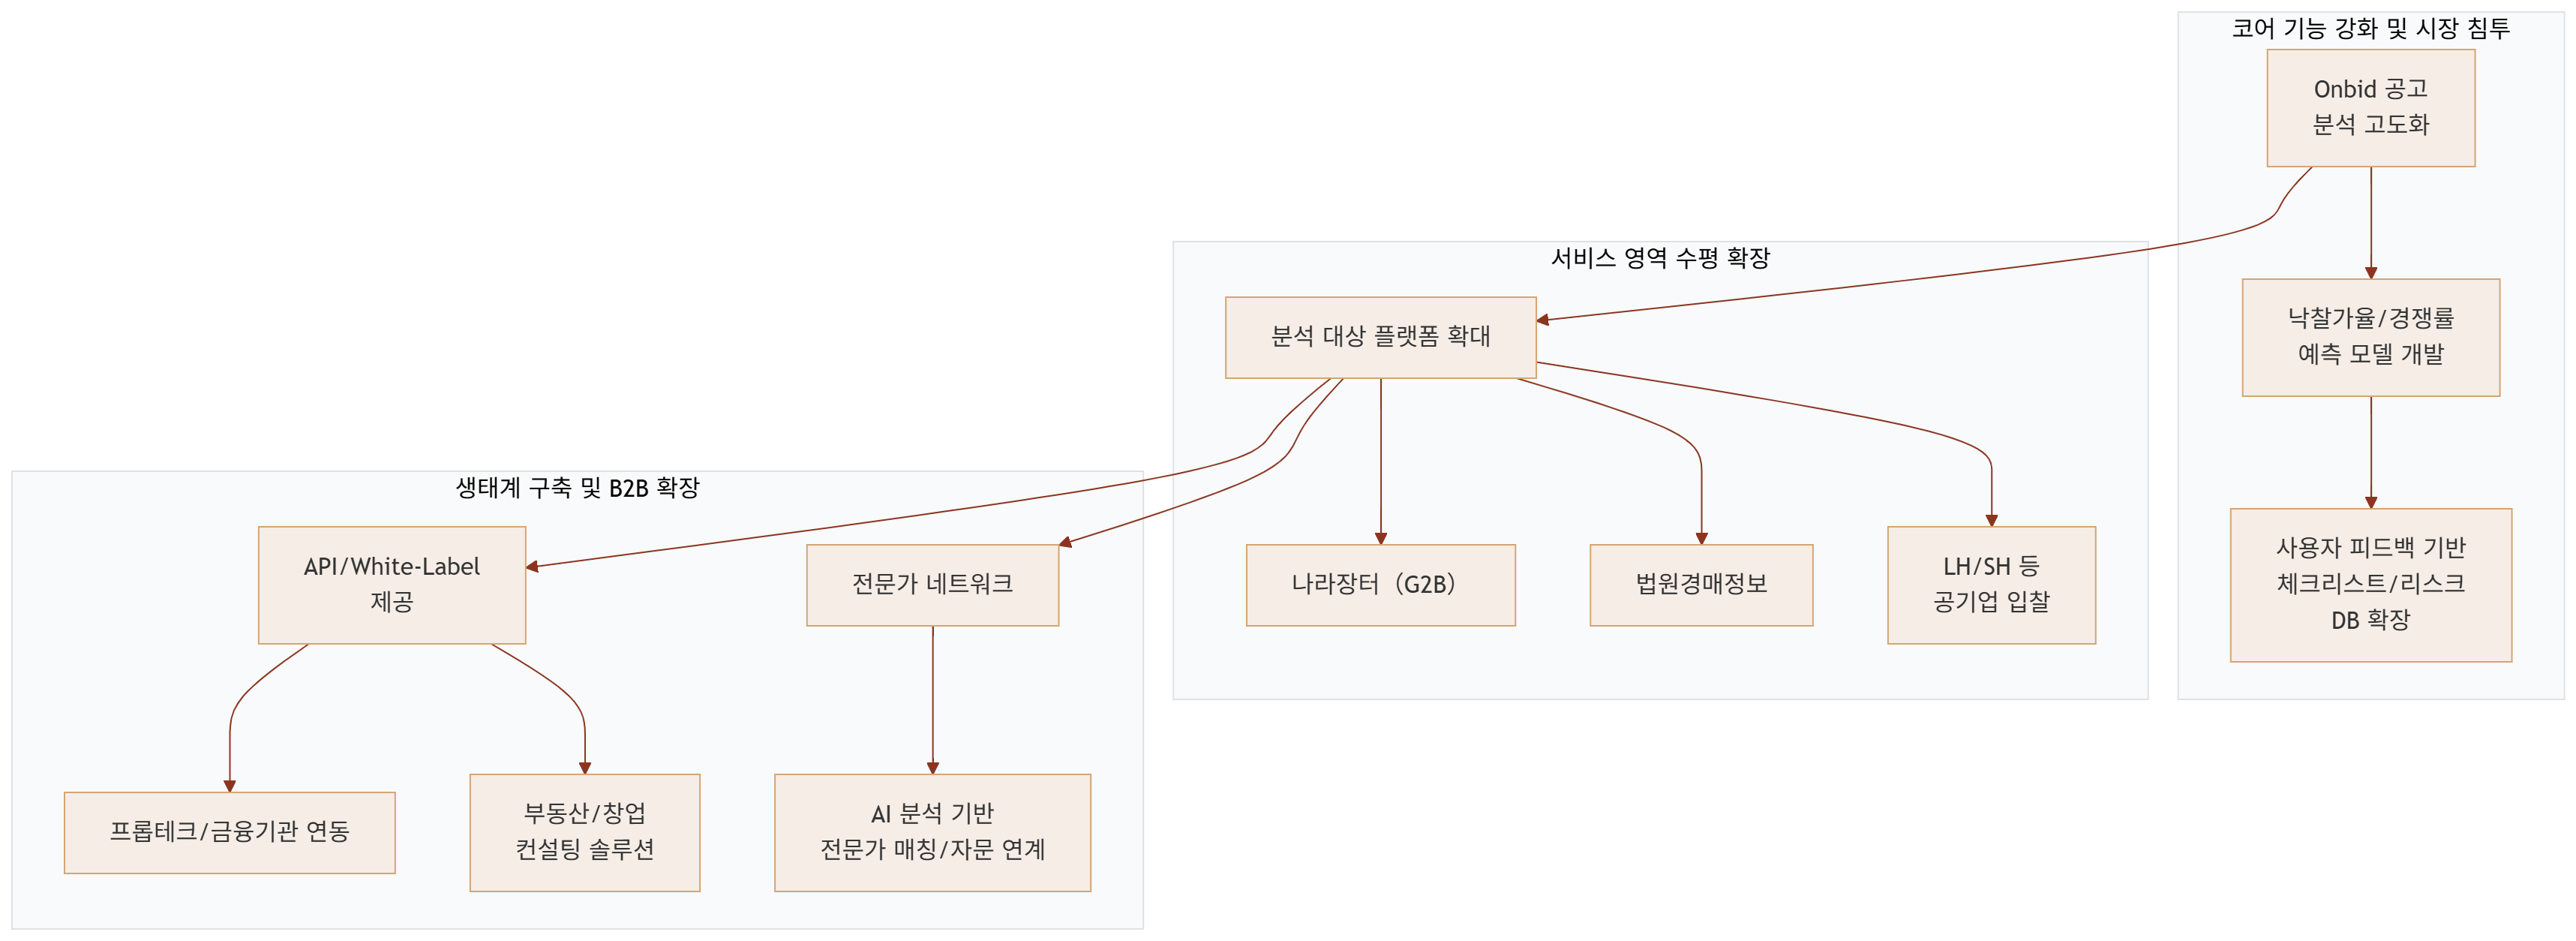 코어 기능 강화 및 시장 침투
Onbid 공고
분석 고도화
낙찰가율/경쟁률
예측 모델 개발
사용자 피드백 기반
체크리스트/리스크
DB 확장
서비스 영역 수평 확장
분석 대상 플랫폼 확대
나라장터（G2B）
법원경매정보
LH/SH 등
공기업 입찰
생태계 구축 및 B2B 확장
API/White-Label
제공
전문가 네트워크
프롭테크/금융기관 연동
부동산/창업
컨설팅 솔루션
AI 분석 기반
전문가 매칭/자문 연계